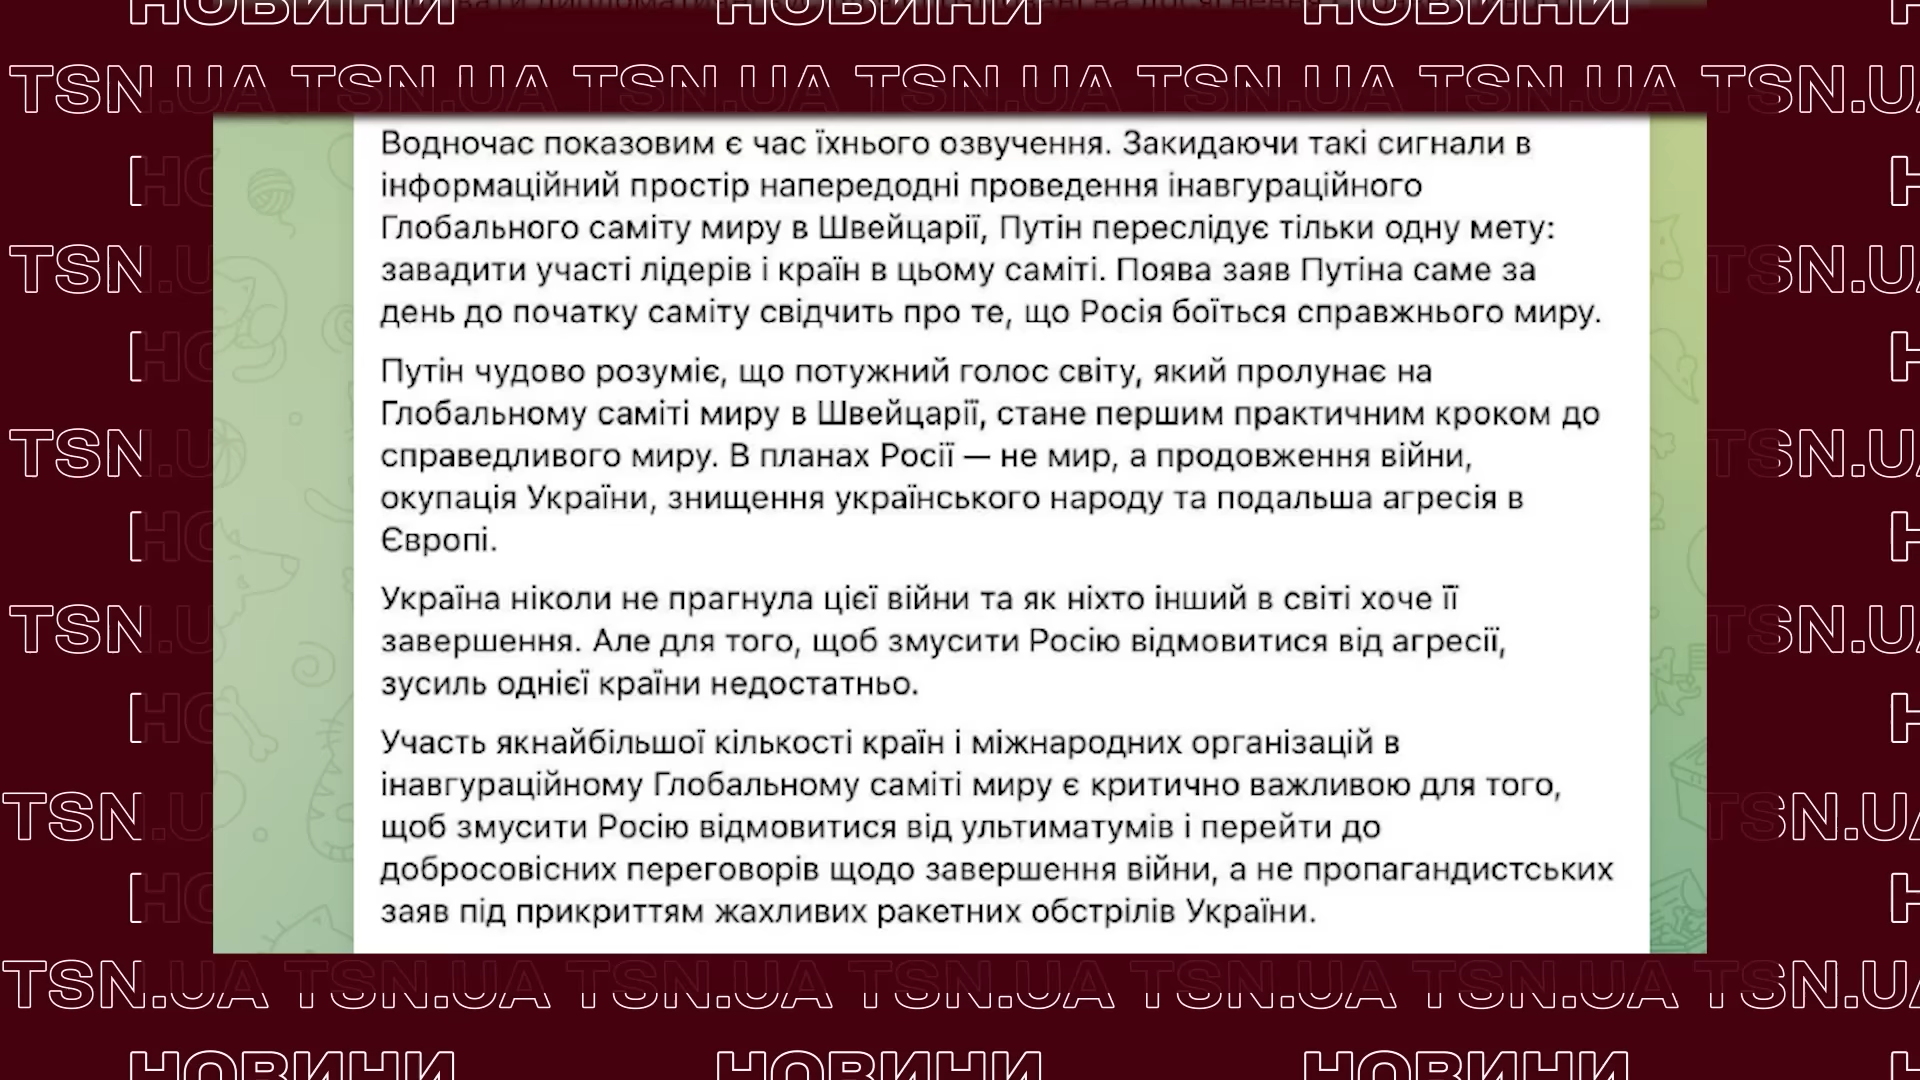 НОВИНИ НОВИНИ НОВИНИ
TSN.UA TSN.UA TSN.UA TSN.UA TSN.UA TSN.UA TSN.UA
Водночас показовим є час їхнього озвучення. Закидаючи такі сигнали в
інформаційний простір напередодні проведення інавгураційного
Глобального саміту миру в Швейцарії, Путін переслідує тільки одну мету:
завадити участі лідерів і країн в цьому саміті. Поява заяв Путіна саме за
день до початку саміту свідчить про те, що Росія боїться справжнього миру.
Путін чудово розуміє, що потужний голос світу, який пролунає на
Глобальному саміті миру в Швейцарії, стане першим практичним кроком до
справедливого миру. В планах Росії — не мир, а продовження війни,
окупація України, знищення українського народу та подальша агресія в
Європі.
Україна ніколи не прагнула цієї війни та як ніхто інший в світі хоче її
завершення. Але для того, щоб змусити Росію відмовитися від агресії,
зусиль однієї країни недостатньо.
Участь якнайбільшої кількості країн і міжнародних організацій в
інавгураційному Глобальному саміті миру є критично важливою для того,
щоб змусити Росію відмовитися від ультиматумів і перейти до
добросовісних переговорів щодо завершення війни, а не пропагандистських
заяв під прикриттям жахливих ракетних обстрілів України.
TSN.UA TSN.UA TSN.UA TSN.UA TSN.UA TSN.UA TSN.UA
НОВИНИ НОВИНИ НОВИНИ